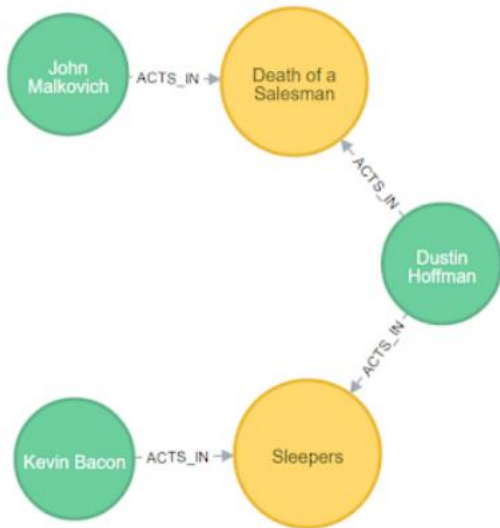 John
Malkovich
ACTS_IN
Death of a
Salesman
ACTS_IN
Dustin
Hoffman
ACTS_IN
Kevin Bacon
ACTS_IN
Sleepers